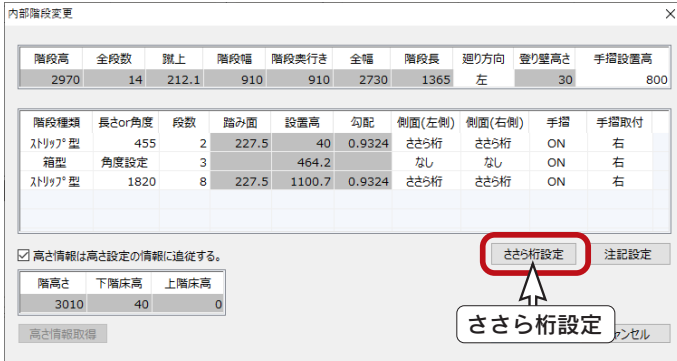 内部階段変更
階段高 全段数 蹴上 階段幅 階段奥行き 全幅 階段長 廻り方向 登り壁高さ 手摺設置高
2970 14 212.1 910 910 2730 1365 左 30 800
階段種類 長さor角度 段数 踏み面 設置高 勾配 側面(左側) 側面(右側) 手摺 手摺取付
ｽﾄﾘｯﾌﾟ型 455 2 227.5 40 0.9324 ささら桁 ささら桁 ON 右
箱型 角度設定 3 464.2 なし なし ON 右
ｽﾄﾘｯﾌﾟ型 1820 8 227.5 1100.7 0.9324 ささら桁 ささら桁 ON 右
高さ情報は高さ設定の情報に追従する。
ささら桁設定 注記設定
階高さ 下階床高 上階床高
3010 40 0
ささら桁設定
高さ情報取得 ャンセル